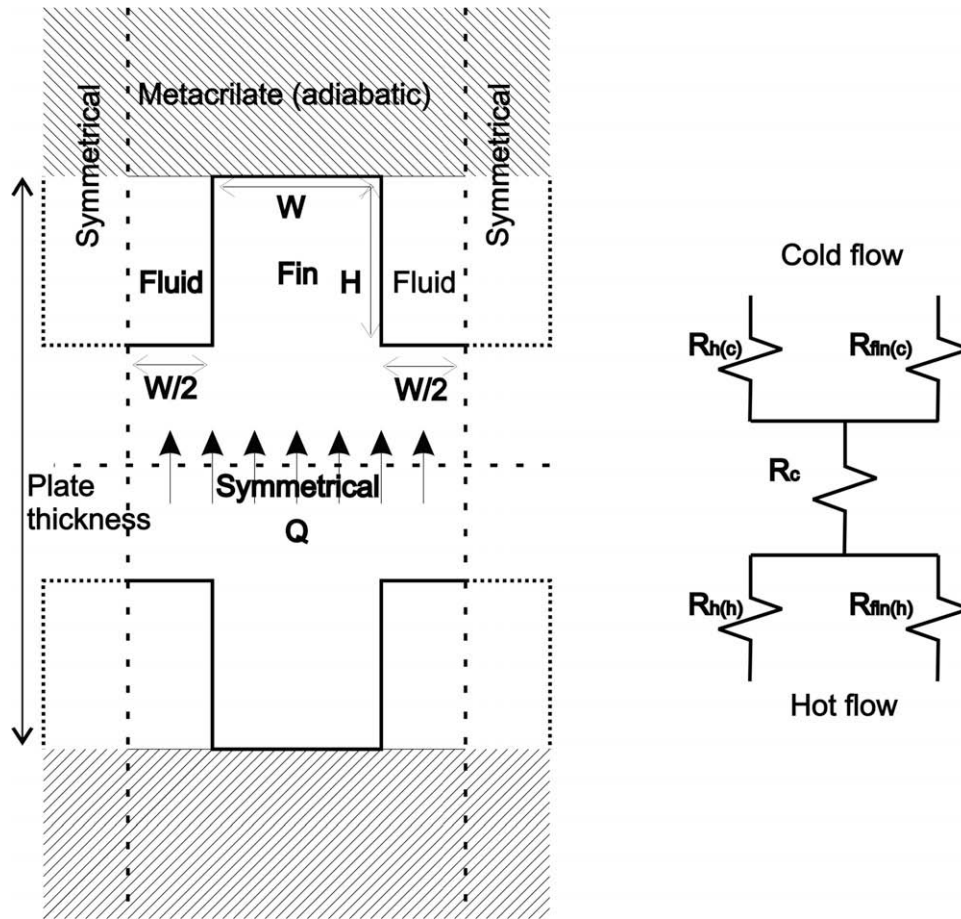 Metacrilate (adiabatic)
Symmetrical
Symmetrical
W
Fluid
Fin
H
Fluid
W/2
W/2
Plate
thickness
Symmetrical
Q
Cold flow
Rh(c)
Rfin(c)
Rc
Rh(h)
Rfin(h)
Hot flow